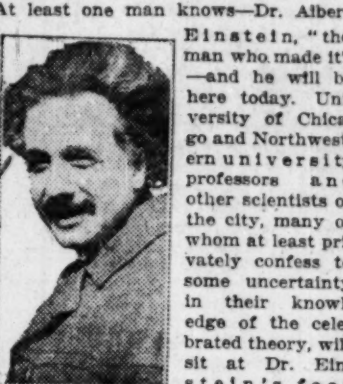 At least one man knows—Dr. Alber
Einstein, "the
man who made it"
—and he will b
here today. Uni
versity of Chica
go and Northwest
ern universit
professors an
other scientists o
the city, many o
whom at least pri
vately confess to
some uncertainty
in their knowl
edge of the cele
brated theory, wil
sit at Dr. Ein